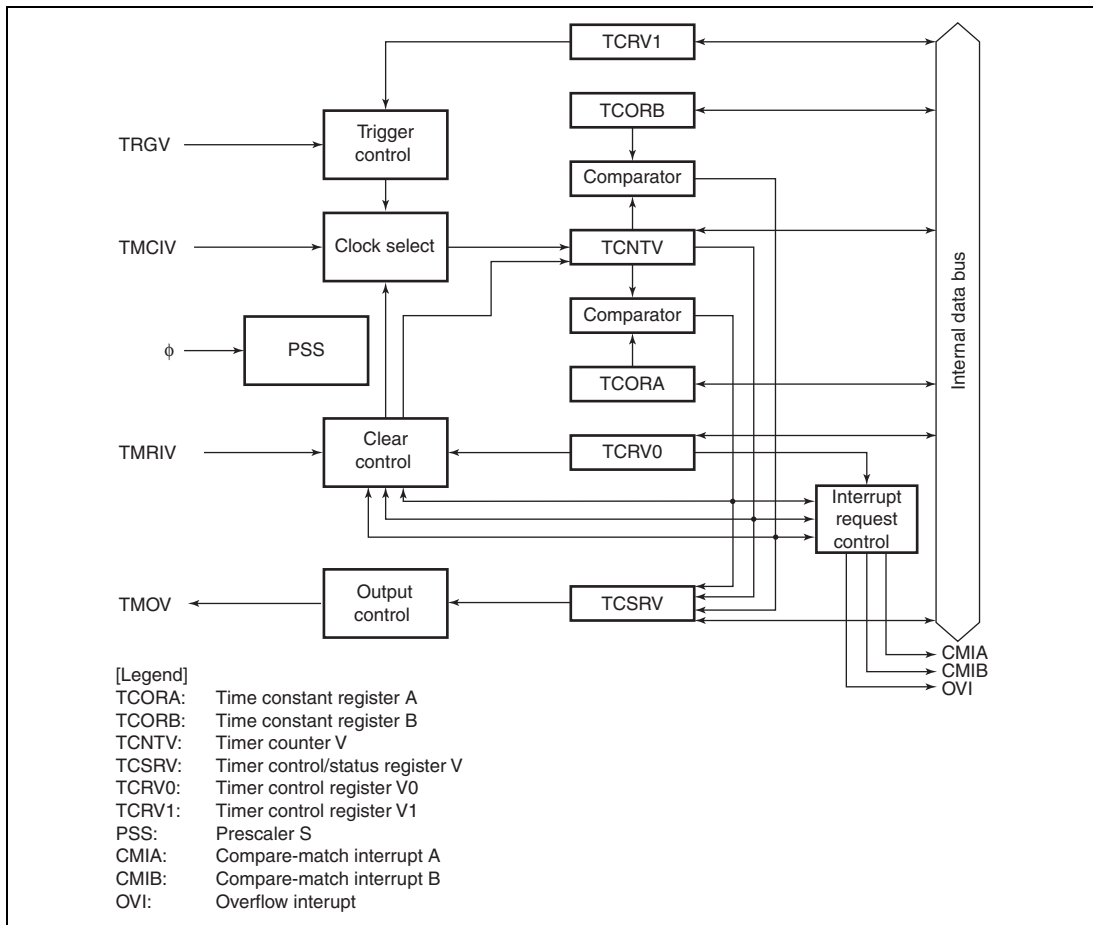 TCRV1
TCORB
TRGV
Trigger
control
Comparator
TMCIV
Clock select
TCNTV
Comparator
φ
PSS
TCORA
Internal data bus
TMRIV
Clear
control
TCRV0
Interrupt
request
control
TMOV
Output
control
TCSRV
CMIA
CMIB
OVI
[Legend]
TCORA: Time constant register A
TCORB: Time constant register B
TCNTV: Timer counter V
TCSRV: Timer control/status register V
TCRV0: Timer control register V0
TCRV1: Timer control register V1
PSS: Prescaler S
CMIA: Compare-match interrupt A
CMIB: Compare-match interrupt B
OVI: Overflow interupt